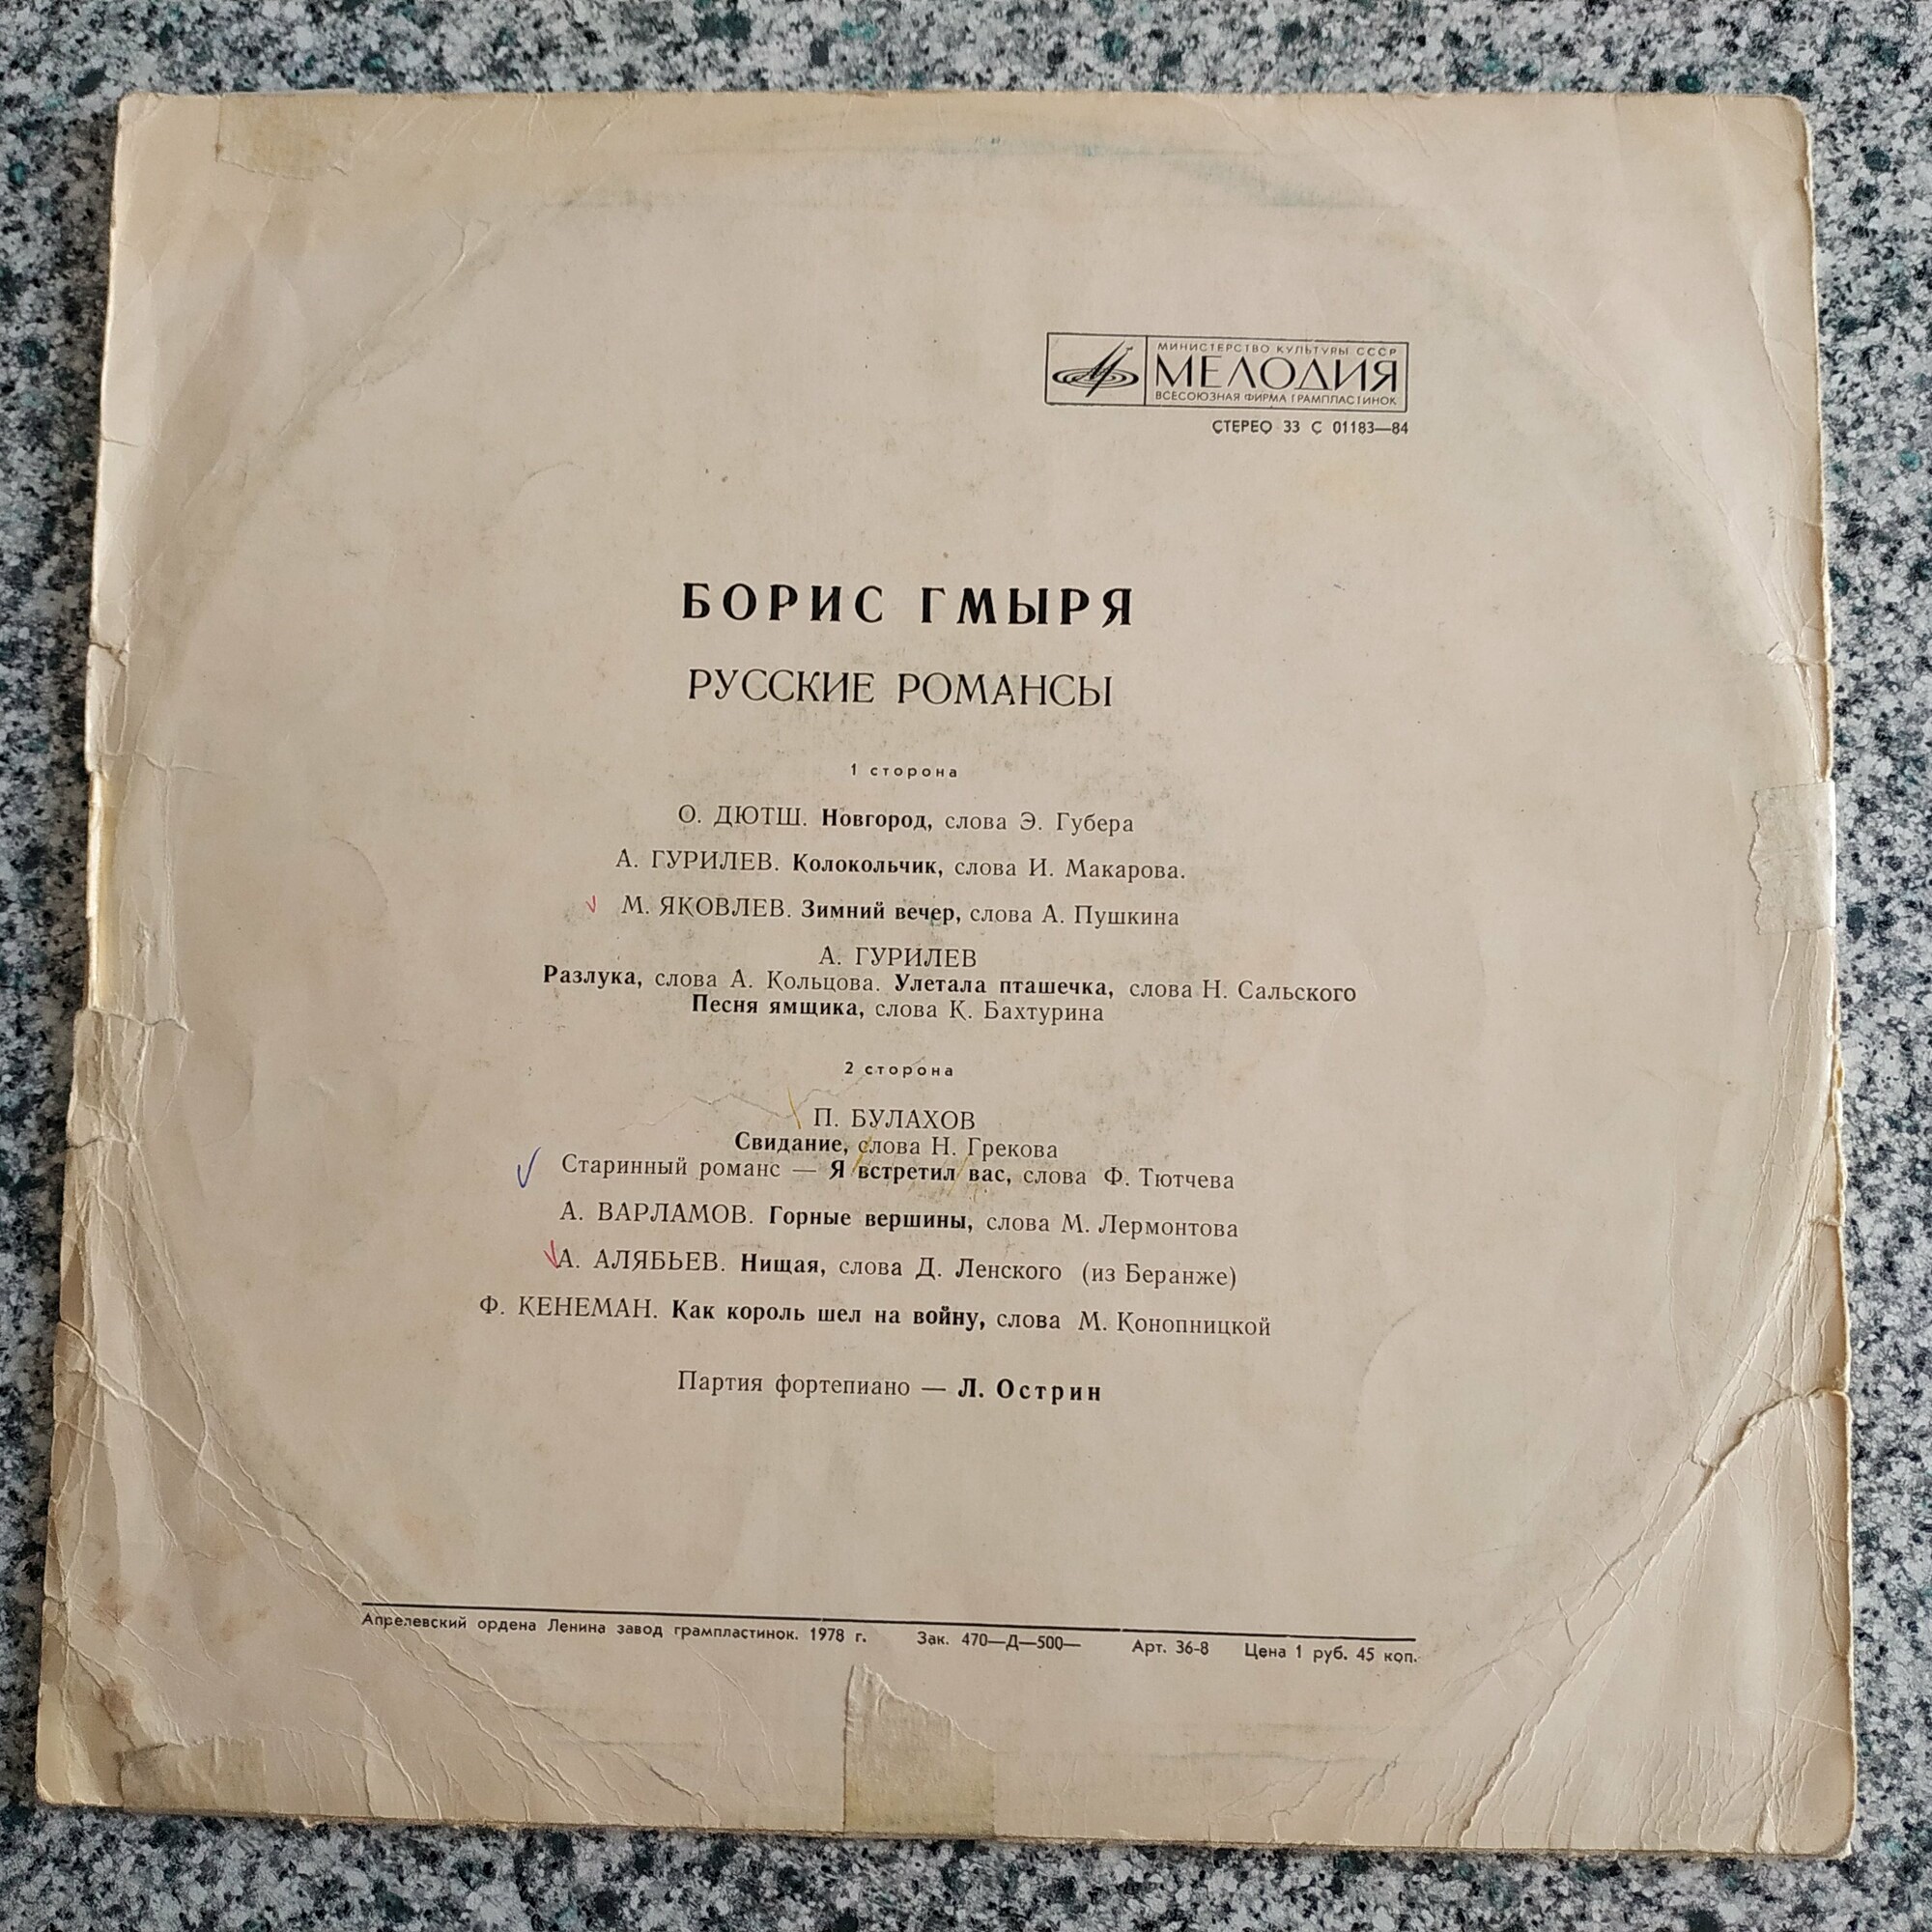 МИНИСТЕРСТВО КУЛЬТУРЫ СССР
МЕЛОДИЯ
ВСЕСОЮЗНАЯ ФИРМА ГРАМПЛАСТИНОК
СТЕРЕО 33 С 01183—84
БОРИС ГМЫРЯ
РУССКИЕ РОМАНСЫ
1 сторона
О. ДЮТШ. Новгород, слова Э. Губера
А. ГУРИЛЕВ. Колокольчик, слова И. Макарова.
М. ЯКОВЛЕВ. Зимний вечер, слова А. Пушкина
А. ГУРИЛЕВ
Разлука, слова А. Кольцова. Улетала пташечка, слова Н. Сальского
Песня ямщика, слова К. Бахтурина
2 сторона
П. БУЛАХОВ
Свидание, слова Н. Грекова
Старинный романс — Я встретил вас, слова Ф. Тютчева
А. ВАРЛАМОВ. Горные вершины, слова М. Лермонтова
А. АЛЯБЬЕВ. Нищая, слова Д. Ленского (из Беранже)
Ф. КЕНЕМАН. Как король шел на войну, слова М. Конопницкой
Партия фортепиано — Л. Острин
Апрелевский ордена Ленина завод грампластинок. 1978 г. Зак. 470—Д—500— Арт. 36-8 Цена 1 руб. 45 коп.